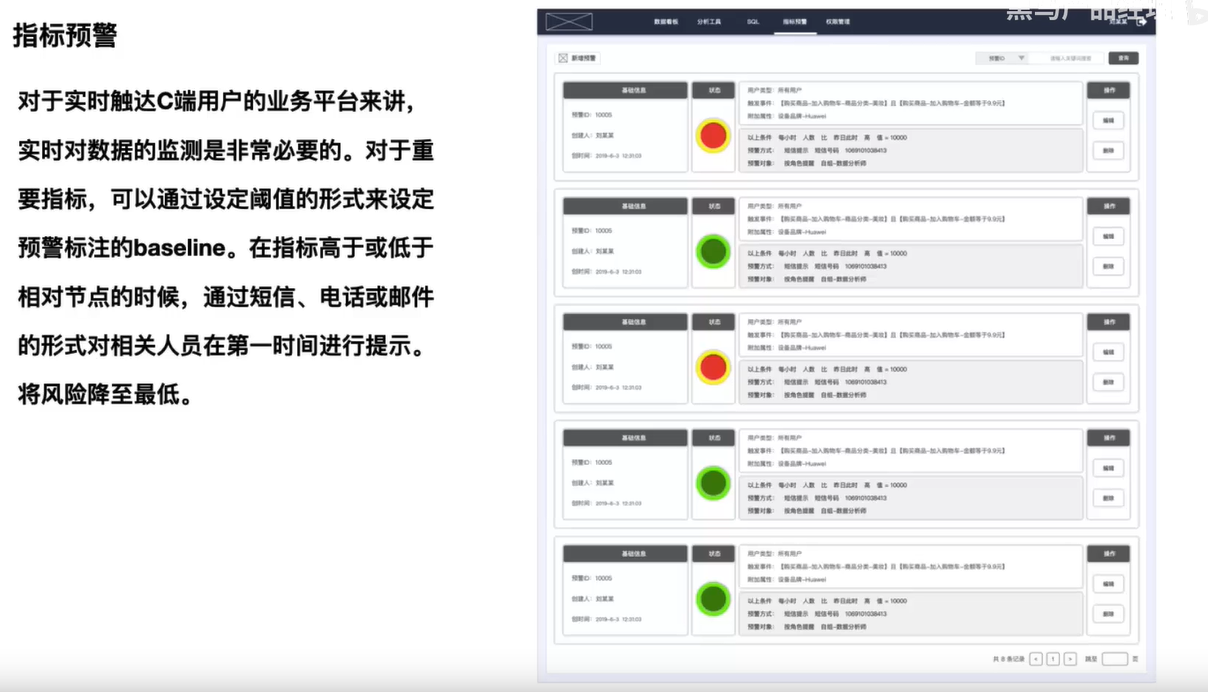 指标预警
对于实时触达C端用户的业务平台来讲，
实时对数据的监测是非常必要的。对于重
要指标，可以通过设定阈值的形式来设定
预警标注的baseline。在指标高于或低于
相对节点的时候，通过短信、电话或邮件
的形式对相关人员在第一时间进行提示。
将风险降至最低。
数据看板 分析工具 SQL 指标预警 权限管理 刘某某
新增预警 预警ID 请输入关键词搜索 查询
基础信息 状态 用户类型：所有用户 操作
触发事件：【购买商品-加入购物车-商品分类-美妆】且【购买商品-加入购物车-金额等于9.9元】
预警ID：10005 附加属性：设备品牌-Huawei 编辑
创建人：刘某某 以上条件 每小时 人数 比 昨日此时 高 值 = 10000
预警方式： 短信提示 短信号码 1069101038413 删除
创时间：2019-6-3 12:31:03 预警对象： 按角色提醒 自组-数据分析师
基础信息 状态 用户类型：所有用户 操作
触发事件：【购买商品-加入购物车-商品分类-美妆】且【购买商品-加入购物车-金额等于9.9元】
预警ID：10005 附加属性：设备品牌-Huawei 编辑
创建人：刘某某 以上条件 每小时 人数 比 昨日此时 高 值 = 10000
预警方式： 短信提示 短信号码 1069101038413 删除
创时间：2019-6-3 12:31:03 预警对象： 按角色提醒 自组-数据分析师
基础信息 状态 用户类型：所有用户 操作
触发事件：【购买商品-加入购物车-商品分类-美妆】且【购买商品-加入购物车-金额等于9.9元】
预警ID：10005 附加属性：设备品牌-Huawei 编辑
创建人：刘某某 以上条件 每小时 人数 比 昨日此时 高 值 = 10000
预警方式： 短信提示 短信号码 1069101038413 删除
创时间：2019-6-3 12:31:03 预警对象： 按角色提醒 自组-数据分析师
基础信息 状态 用户类型：所有用户 操作
触发事件：【购买商品-加入购物车-商品分类-美妆】且【购买商品-加入购物车-金额等于9.9元】
预警ID：10005 附加属性：设备品牌-Huawei 编辑
创建人：刘某某 以上条件 每小时 人数 比 昨日此时 高 值 = 10000
预警方式： 短信提示 短信号码 1069101038413 删除
创时间：2019-6-3 12:31:03 预警对象： 按角色提醒 自组-数据分析师
基础信息 状态 用户类型：所有用户 操作
触发事件：【购买商品-加入购物车-商品分类-美妆】且【购买商品-加入购物车-金额等于9.9元】
预警ID：10005 附加属性：设备品牌-Huawei 编辑
创建人：刘某某 以上条件 每小时 人数 比 昨日此时 高 值 = 10000
预警方式： 短信提示 短信号码 1069101038413 删除
创时间：2019-6-3 12:31:03 预警对象： 按角色提醒 自组-数据分析师
共 8 条记录 < 1 > 跳至 页